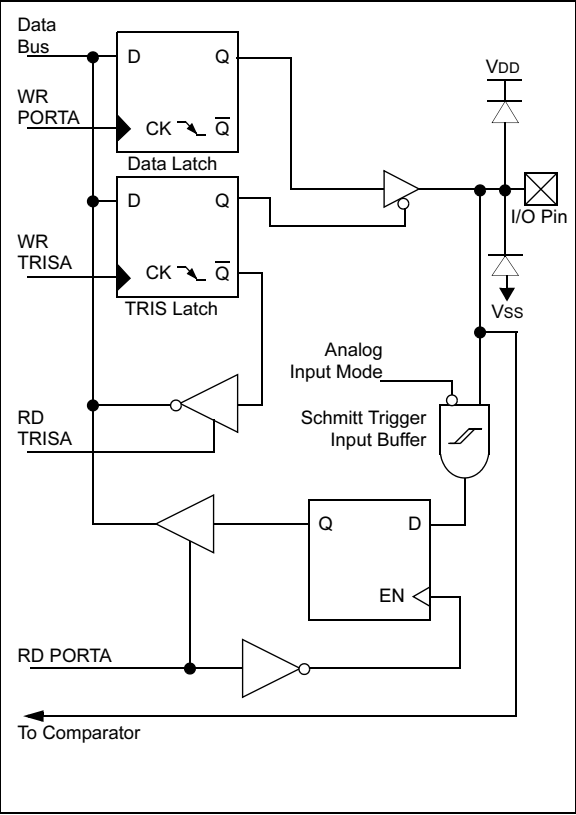 Data
Bus
D
Q
VDD
WR
PORTA
CK
Q
Data Latch
D
Q
I/O Pin
WR
TRISA
CK
Q
VSS
TRIS Latch
Analog
Input Mode
RD
TRISA
Schmitt Trigger
Input Buffer
Q
D
EN
RD PORTA
To Comparator